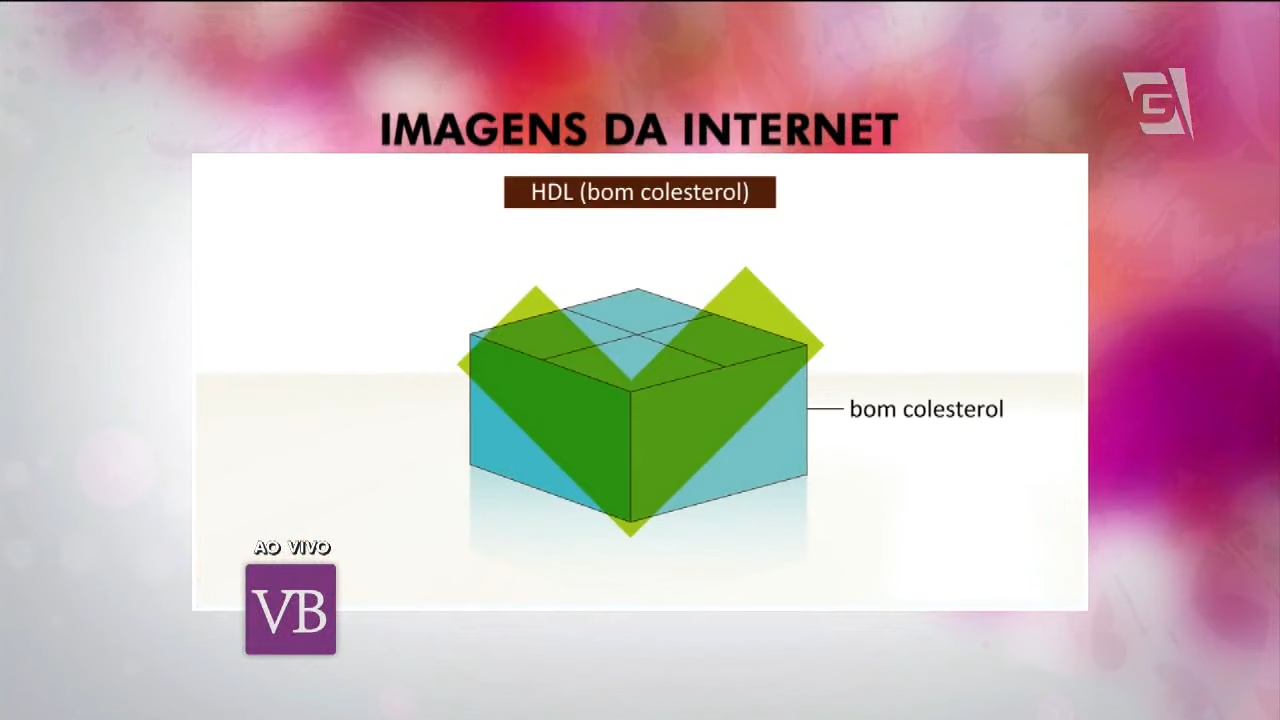 IMAGENS DA INTERNET
HDL (bom colesterol)
bom colesterol
AO VIVO
VB